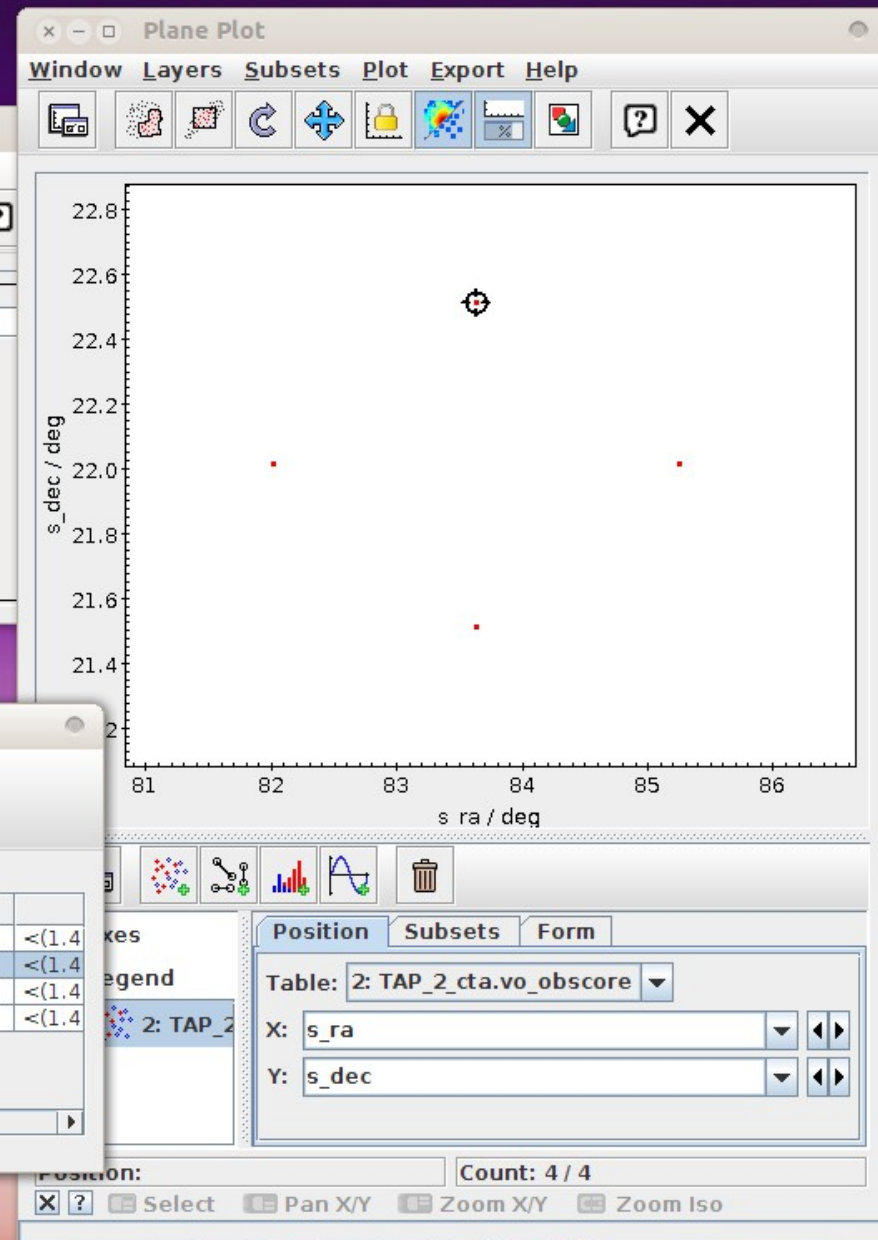 Plane Plot
Window Layers Subsets Plot Export Help
%
?
22.8
22.6
22.4
22.2
22.0
21.8
21.6
21.4
2
s_dec / deg
81 82 83 84 85 86
s_ra / deg
xes
egend
2: TAP_2
<(1.4
<(1.4
<(1.4
<(1.4
Position Subsets Form
Table: 2: TAP_2_cta.vo_obscore
X: s_ra
Y: s_dec
Position:
Count: 4 / 4
? Select Pan X/Y Zoom X/Y Zoom Iso